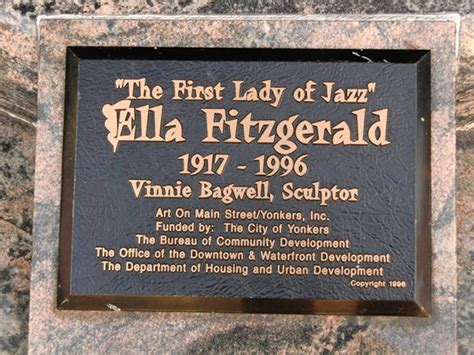 "The First Lady of Jazz"
Ella Fitzgerald
1917 - 1996
Vinnie Bagwell, Sculptor
Art On Main Street/Yonkers, Inc.
Funded by: The City of Yonkers
The Bureau of Community Development
The Office of the Downtown & Waterfront Development
The Department of Housing and Urban Development
Copyright 1996